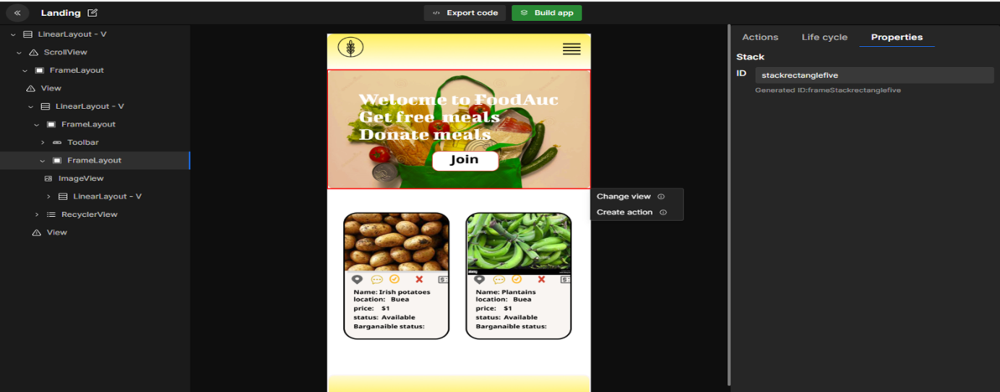 Landing
Export code
Build app
LinearLayout - V
ScrollView
FrameLayout
View
LinearLayout - V
FrameLayout
Toolbar
FrameLayout
ImageView
LinearLayout - V
RecyclerView
View
Welocme to FoodAuc
Get free meals
Donate meals
Join
Change view
Create action
Name: Irish potatoes
location: Buea
price: $1
status: Available
Barganaible status:
Name: Plantains
location: Buea
price: $1
status: Available
Barganaible status:
Actions
Life cycle
Properties
Stack
ID
stackrectanglefive
Generated ID:frameStackrectanglefive